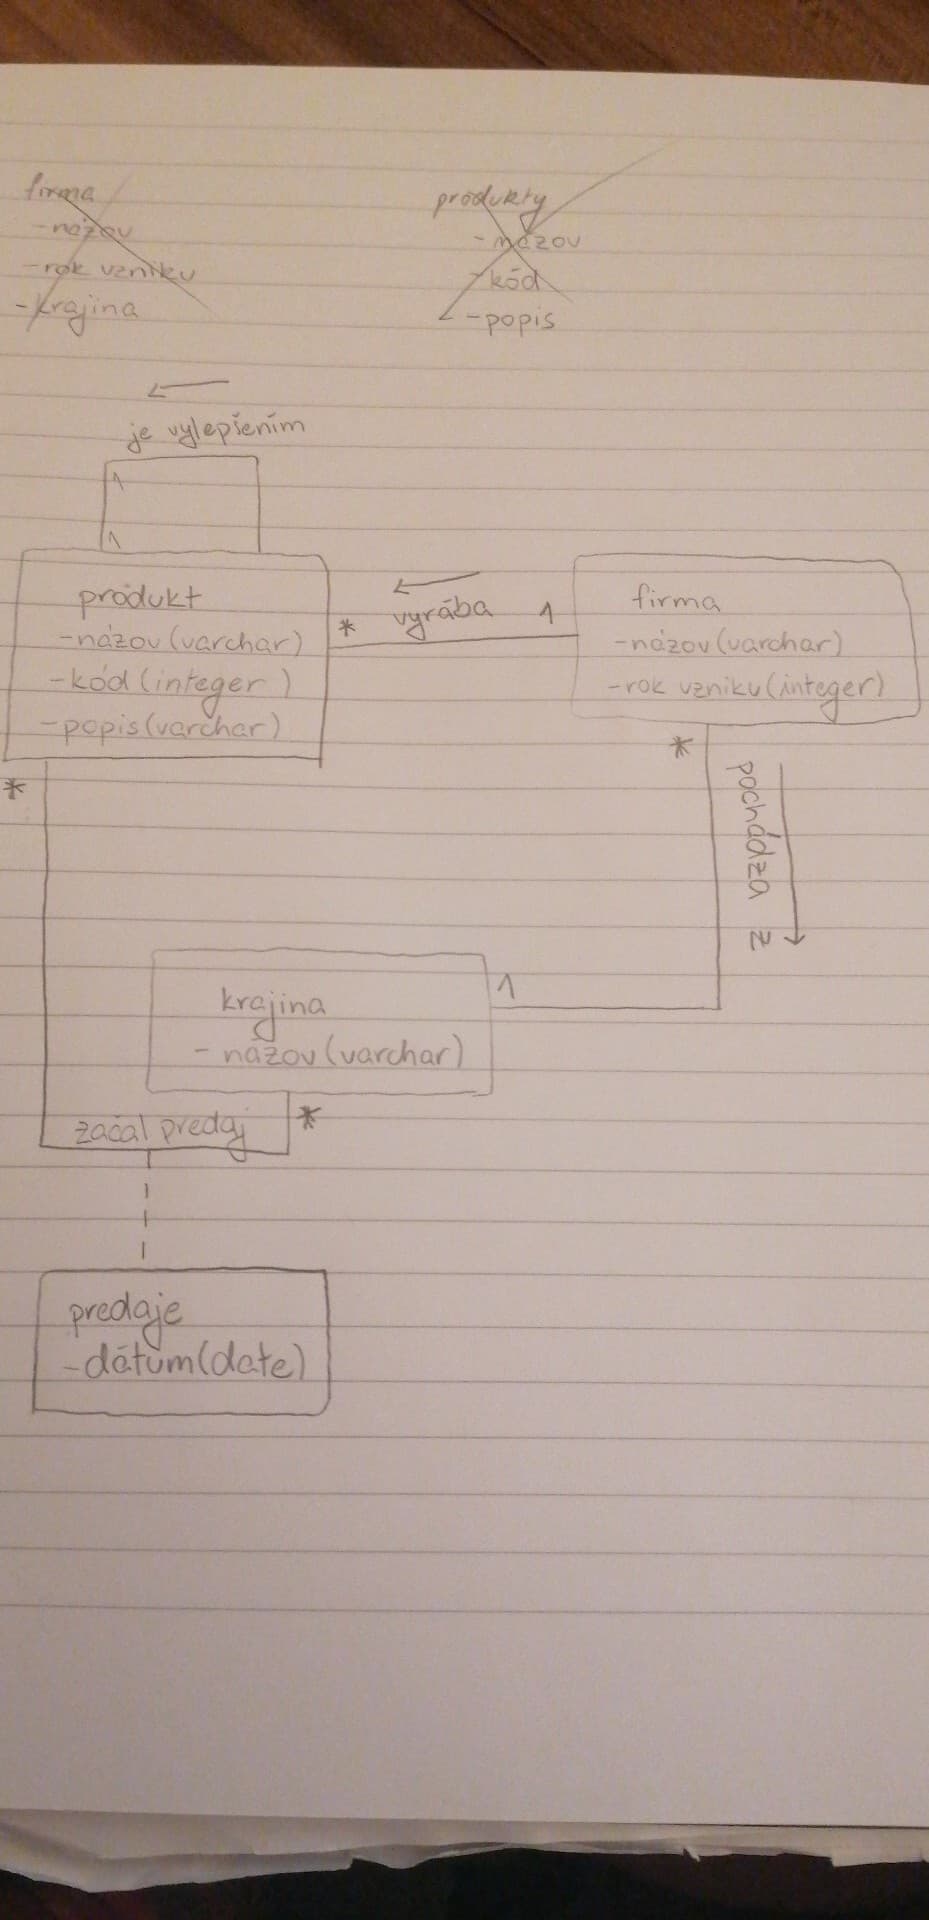 firma
-názov
-rok vzniku
-krajina
produkty
-názov
-kód
-popis
je vylepšením
1
1
produkt
-názov(varchar)
-kód(integer)
-popis(varchar)
*
vyrába
1
firma
-názov(varchar)
-rok vzniku(integer)
*
pochádza z
*
krajina
-názov(varchar)
1
začal predaj
*
predaje
-dátum(date)